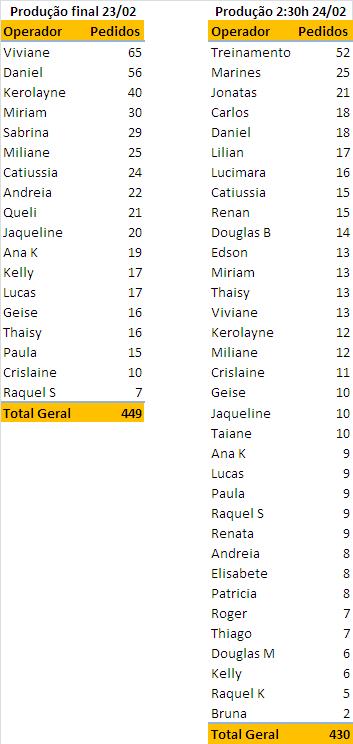 Produção final 23/02
Operador Pedidos
Viviane 65
Daniel 56
Kerolayne 40
Miriam 30
Sabrina 29
Miliane 25
Catiussia 24
Andreia 22
Queli 21
Jaqueline 20
Ana K 19
Kelly 17
Lucas 17
Geise 16
Thaisy 16
Paula 15
Crislaine 10
Raquel S 7
Total Geral 449
Produção 2:30h 24/02
Operador Pedidos
Treinamento 52
Marines 25
Jonatas 21
Carlos 18
Daniel 18
Lilian 17
Lucimara 16
Catiussia 15
Renan 15
Douglas B 14
Edson 13
Miriam 13
Thaisy 13
Viviane 13
Kerolayne 12
Miliane 12
Crislaine 11
Geise 10
Jaqueline 10
Taiane 10
Ana K 9
Lucas 9
Paula 9
Raquel S 9
Renata 9
Andreia 8
Elisabete 8
Patricia 8
Roger 7
Thiago 7
Douglas M 6
Kelly 6
Raquel K 5
Bruna 2
Total Geral 430